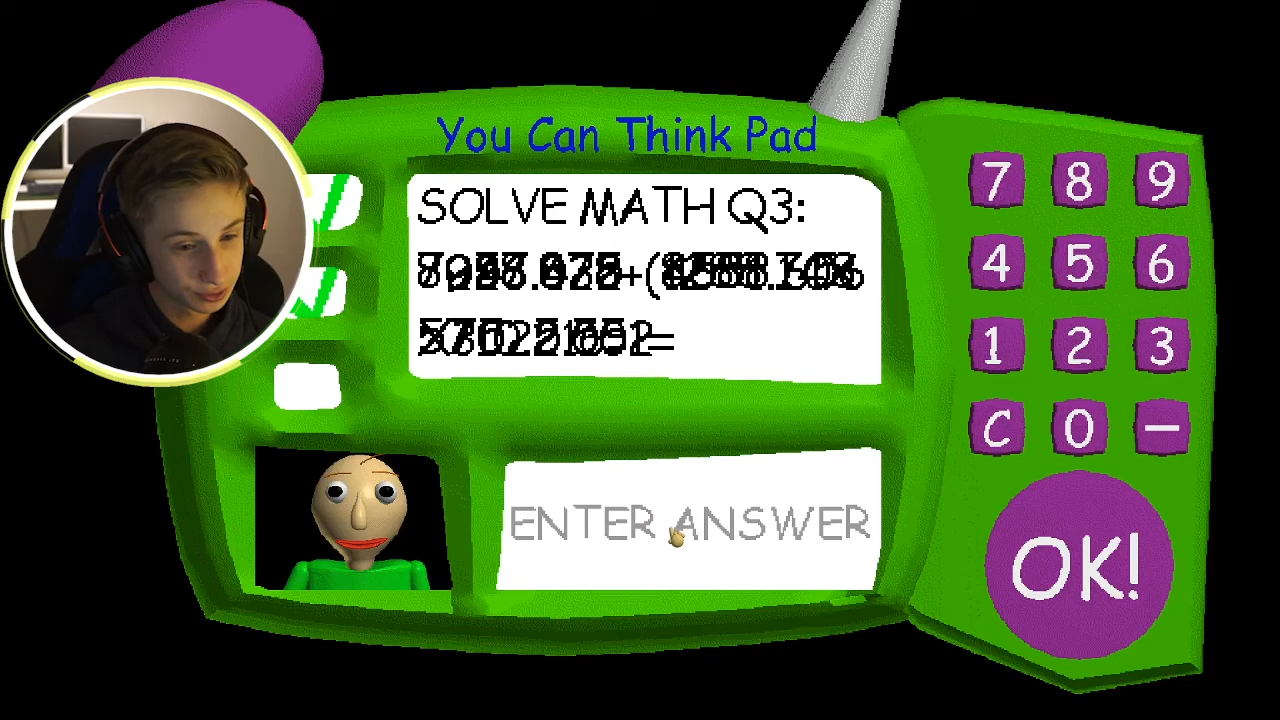 You Can Think Pad
SOLVE MATH Q3:
ENTER ANSWER
7 8 9
4 5 6
1 2 3
C 0 -
OK!